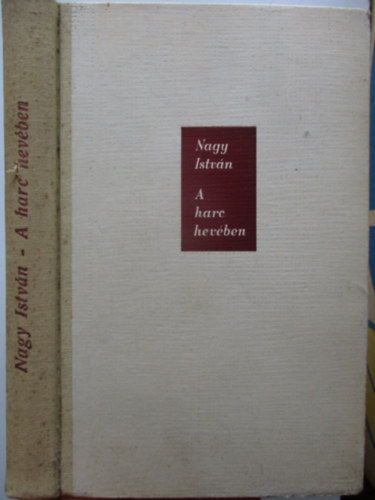 Nagy István - A harc hevében
Nagy
István
A
harc
hevében